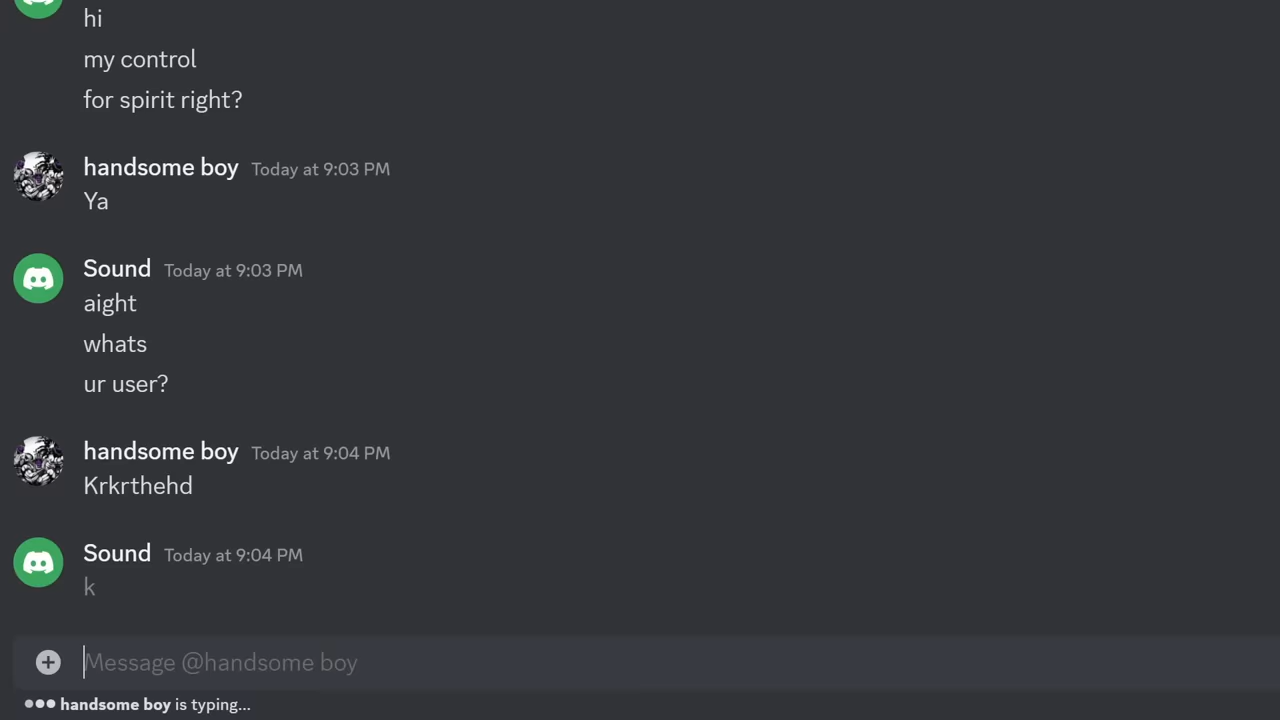 hi
my control
for spirit right?
handsome boy Today at 9:03 PM
Ya
Sound Today at 9:03 PM
aight
whats
ur user?
handsome boy Today at 9:04 PM
Krkrthehd
Sound Today at 9:04 PM
k
Message @handsome boy
handsome boy is typing...